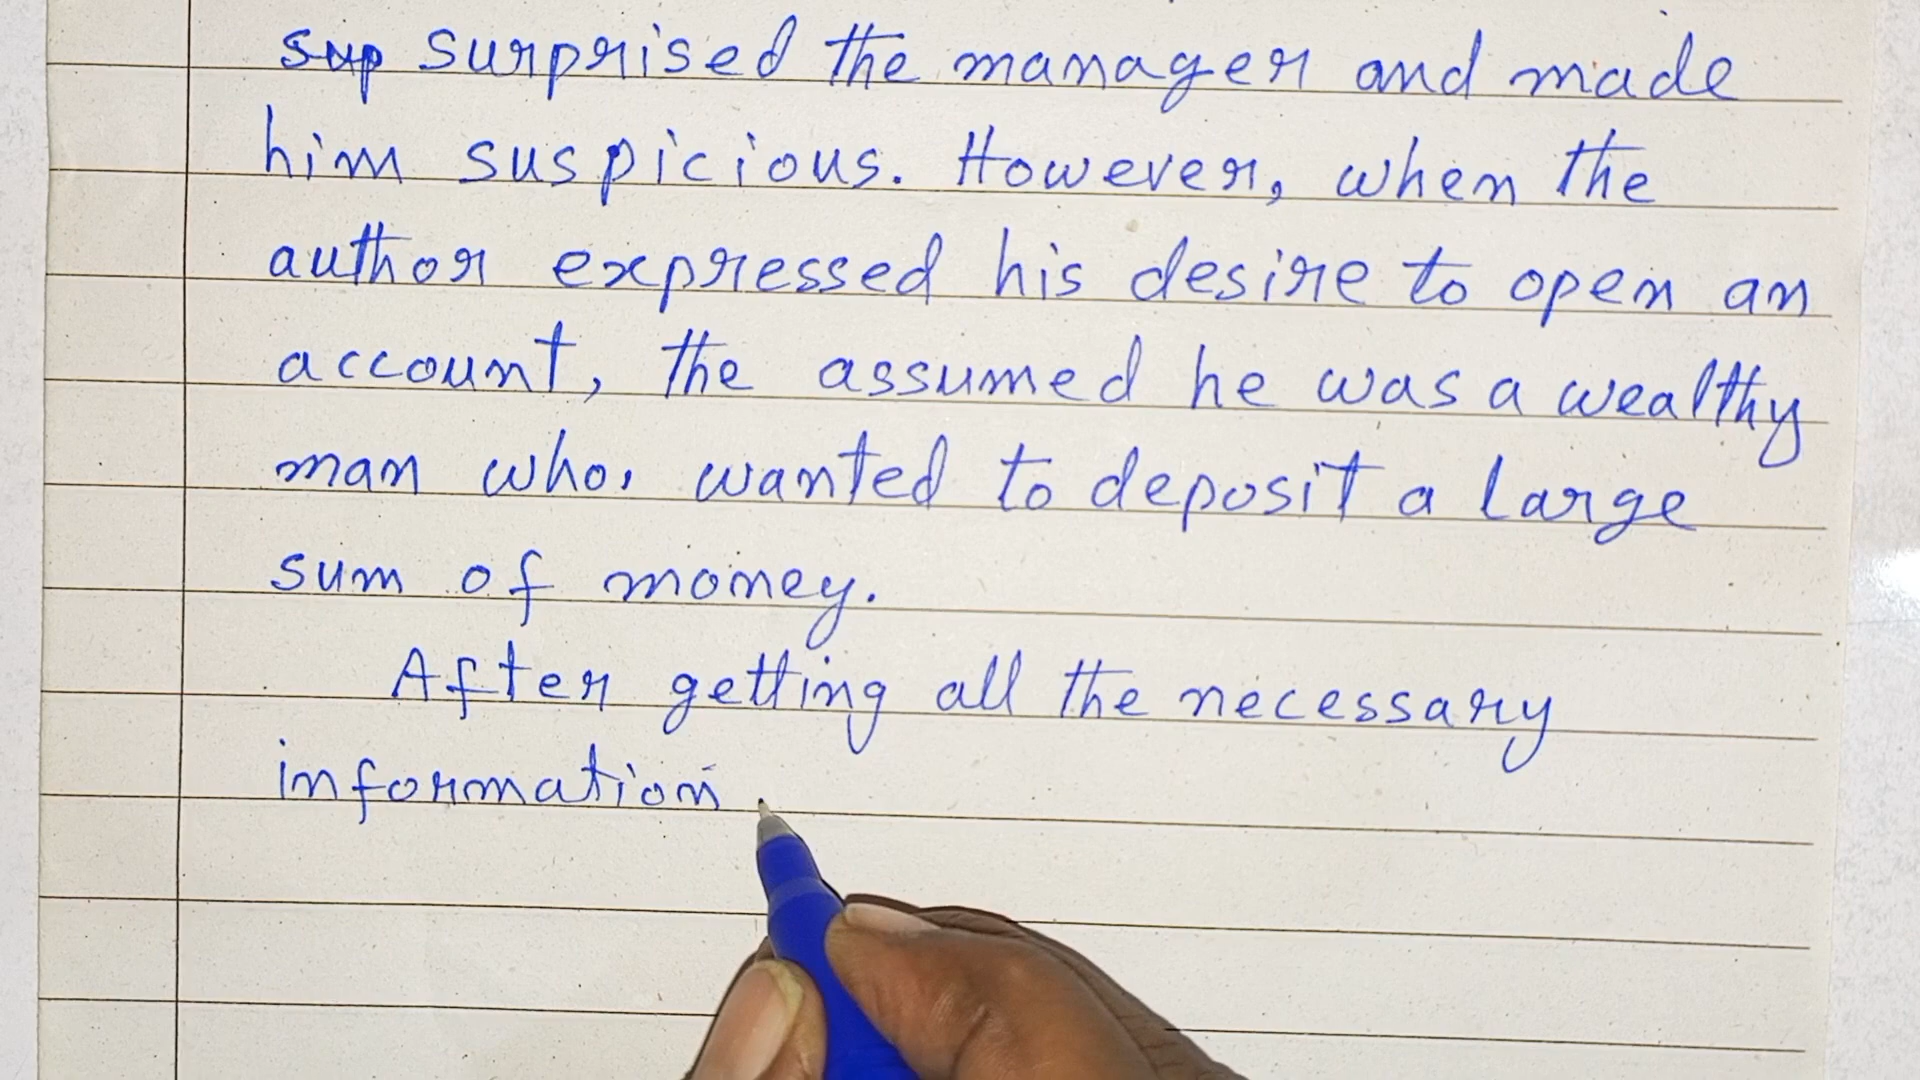 sup surprised the manager and made
him suspicious. However, when the
author expressed his desire to open an
account, the assumed he was a wealthy
man who, wanted to deposit a large
sum of money.
After getting all the necessary
information